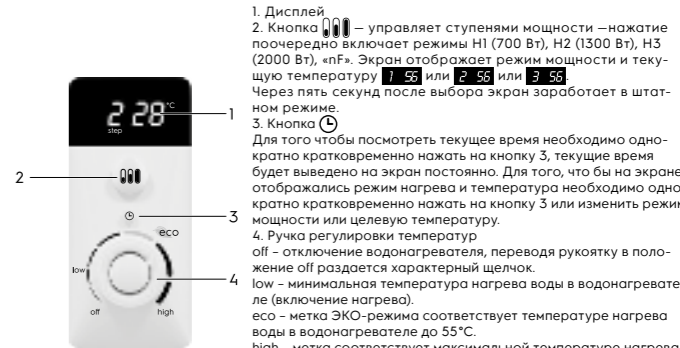 2 28 °C
step
eco
low
off
high
1
2
3
4
1. Дисплей
2. Кнопка — управляет ступенями мощности —нажатие
поочередно включает режимы H1 (700 Вт), H2 (1300 Вт), H3
(2000 Вт), «nF». Экран отображает режим мощности и теку-
щую температуру 1 56 или 2 56 или 3 56.
Через пять секунд после выбора экран заработает в штат-
ном режиме.
3. Кнопка
Для того чтобы посмотреть текущее время необходимо одно-
кратно кратковременно нажать на кнопку 3, текущие время
будет выведено на экран постоянно. Для того, что бы на экране
отображались режим нагрева и температура необходимо одно
кратно кратковременно нажать на кнопку 3 или изменить режим
мощности или целевую температуру.
4. Ручка регулировки температур
off – отключение водонагревателя, переводя рукоятку в поло-
жение off раздается характерный щелчок.
low – минимальная температура нагрева воды в водонагревате
ле (включение нагрева).
eco – метка ЭКО-режима соответствует температуре нагрева
воды в водонагревателе до 55°C.
high – метка соответствует максимальной температуре нагрева